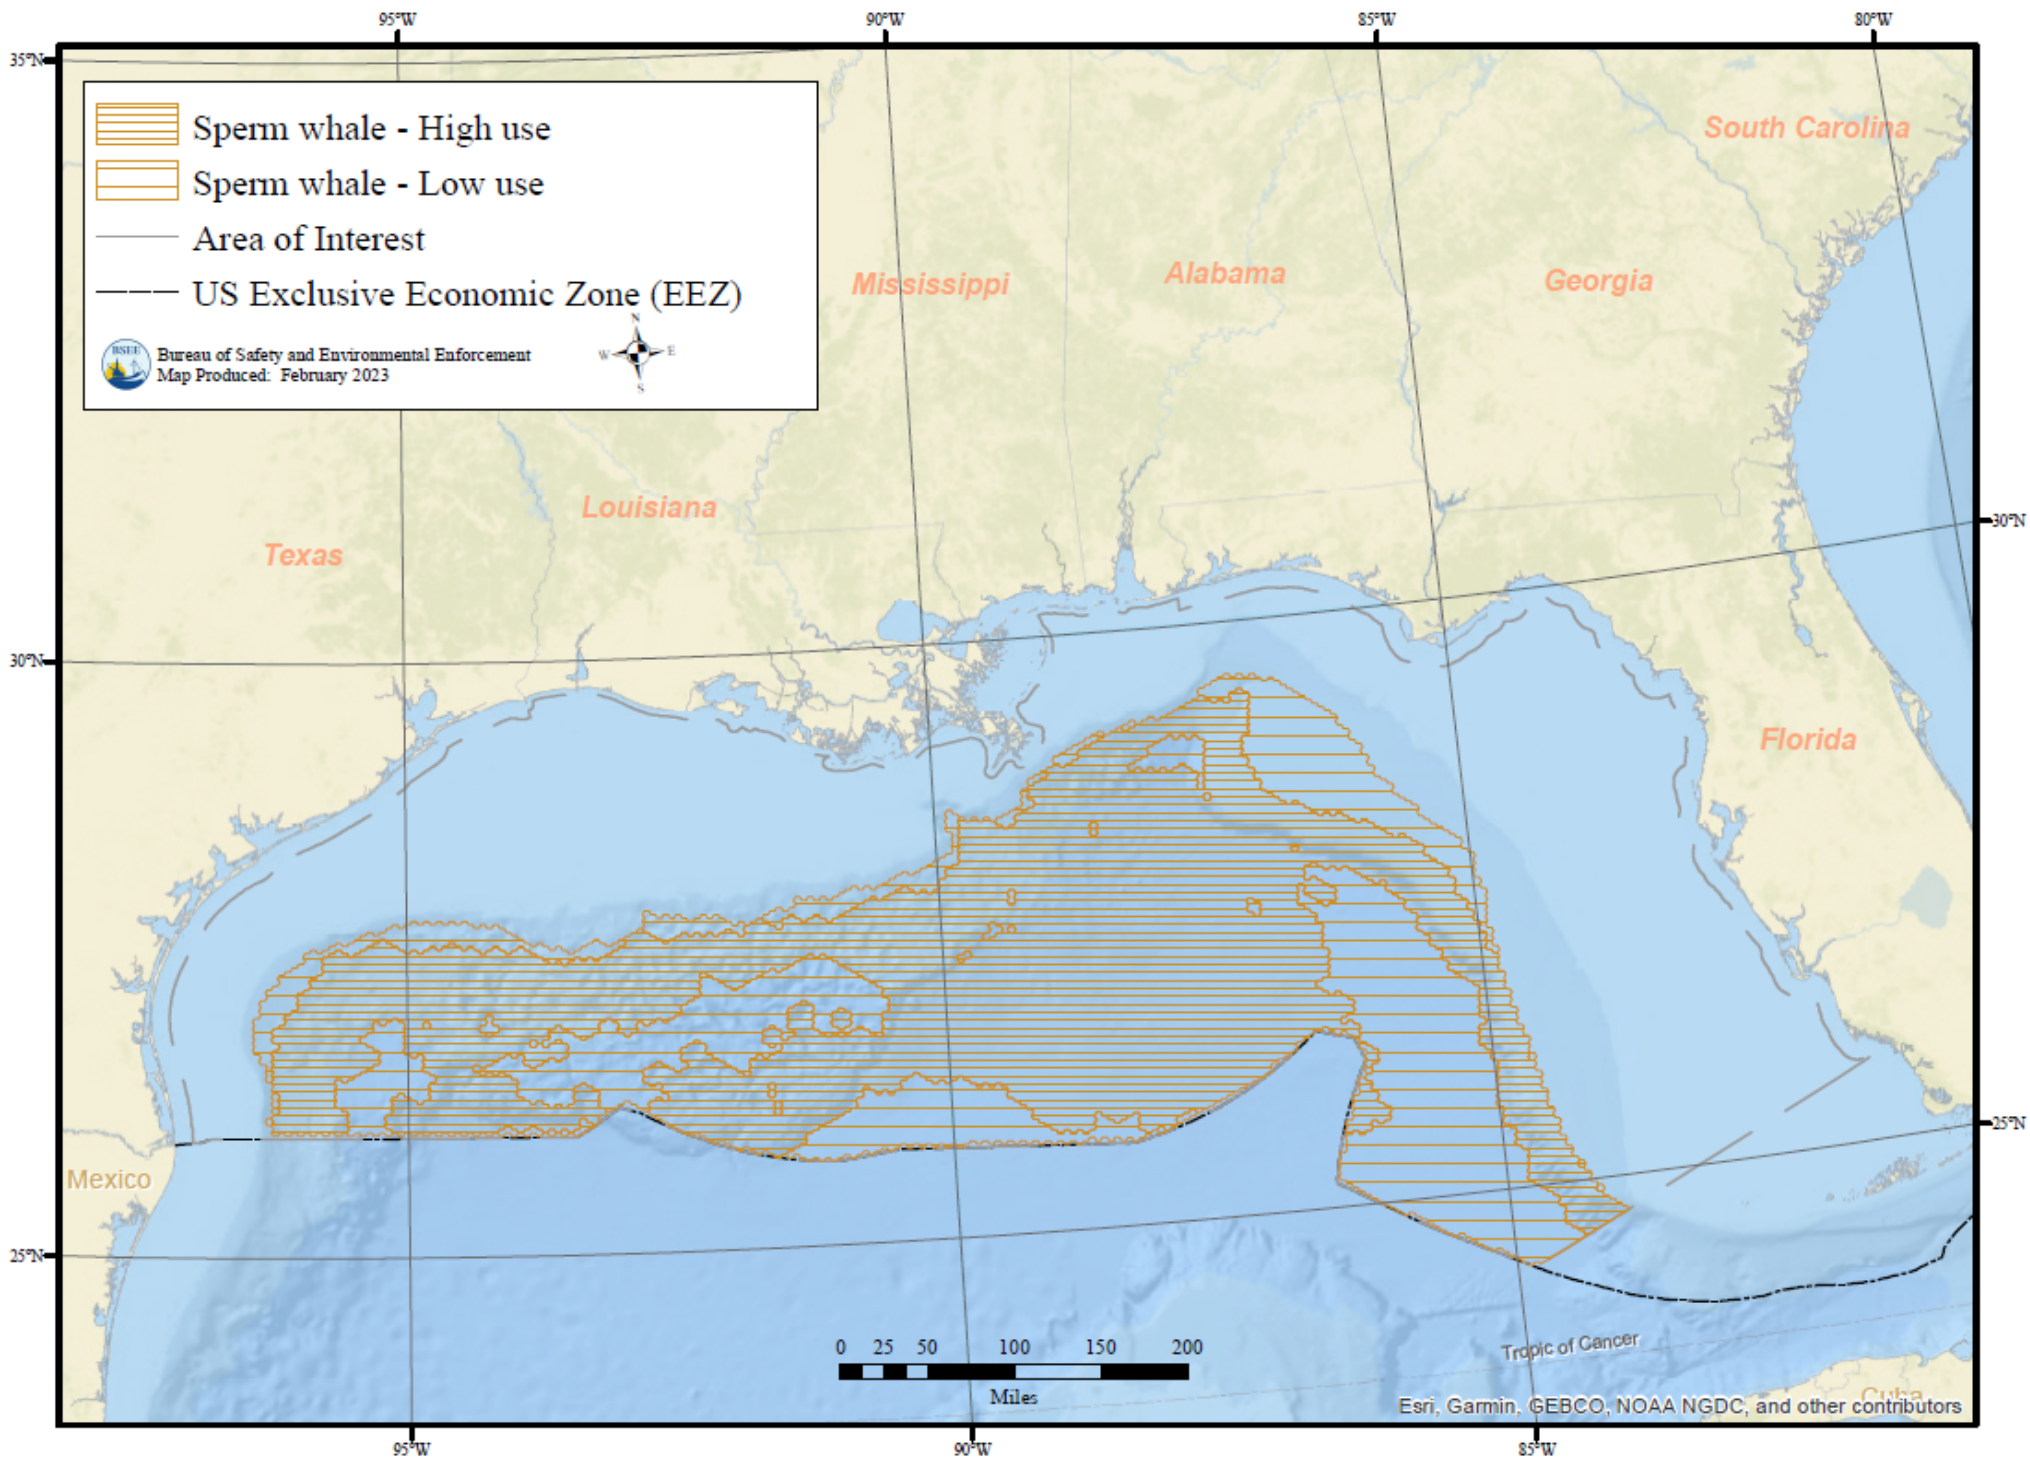 95°W 90°W 85°W 80°W
35°N
Sperm whale - High use
Sperm whale - Low use
Area of Interest
US Exclusive Economic Zone (EEZ)
N
W E
S
BSEE
Bureau of Safety and Environmental Enforcement
Map Produced: February 2023
South Carolina
Mississippi
Alabama
Georgia
Louisiana
Texas
30°N
30°N
Florida
25°N
Mexico
25°N
0 25 50 100 150 200
Miles
Tropic of Cancer
Cuba
Esri, Garmin, GEBCO, NOAA NGDC, and other contributors
95°W 90°W 85°W